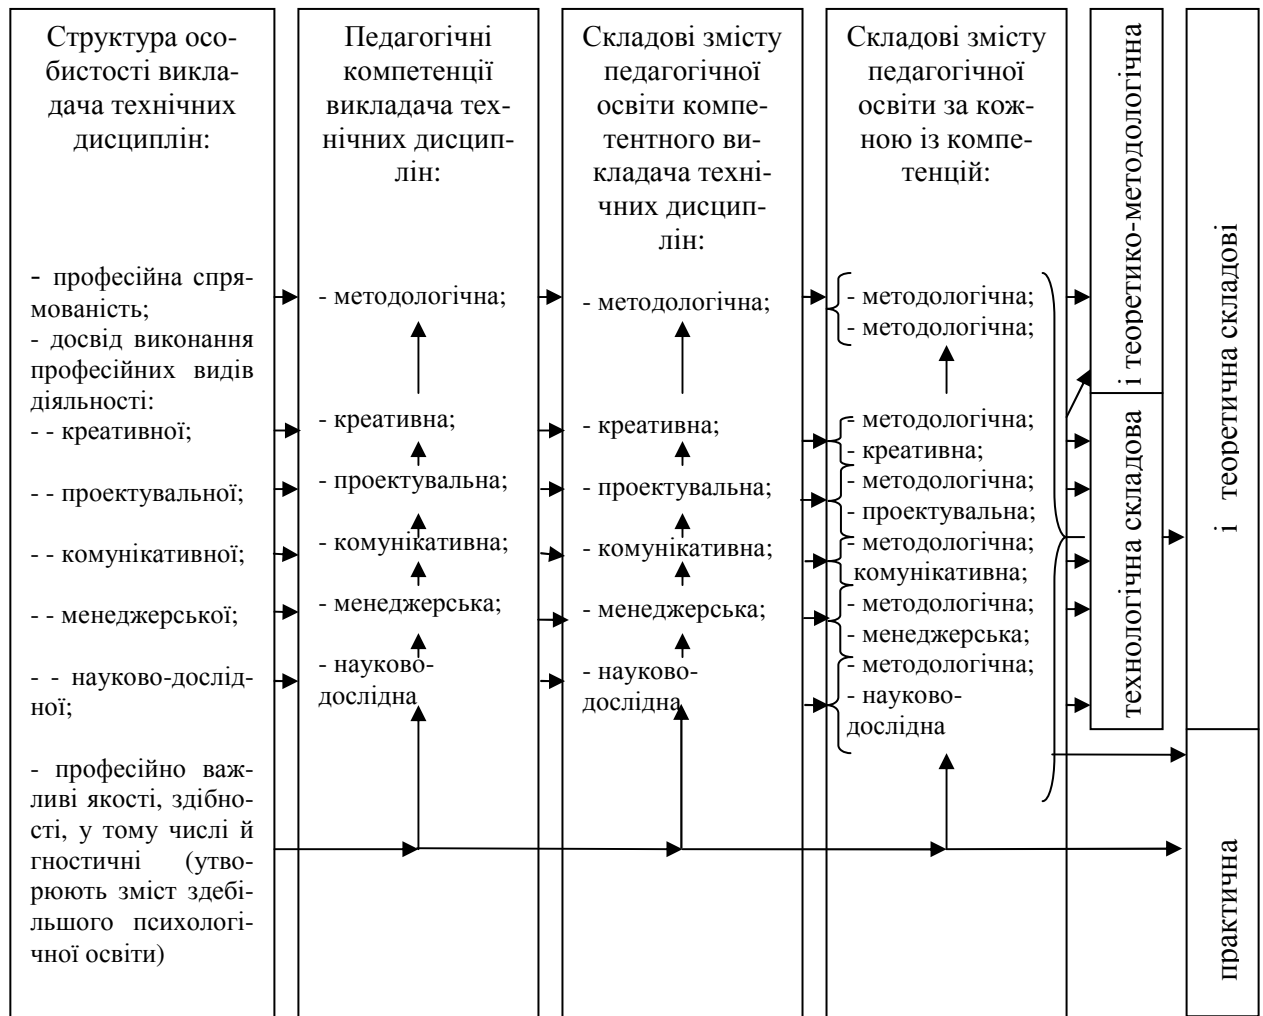 Структура осо-
бистості викла-
дача технічних
дисциплін:
- професійна спря-
мованість;
- досвід виконання
професійних видів
діяльності:
- - креативної;
- - проектувальної;
- - комунікативної;
- - менеджерської;
- - науково-дослід-
ної;
- професійно важ-
ливі якості, здібно-
сті, у тому числі й
гностичні (утво-
рюють зміст здебі-
льшого психологі-
чної освіти)
Педагогічні
компетенції
викладача тех-
нічних дисцип-
лін:
- методологічна;
- креативна;
- проектувальна;
- комунікативна;
- менеджерська;
- науково-
дослідна
Складові змісту
педагогічної
освіти компе-
тентного ви-
кладача техні-
чних дисцип-
лін:
- методологічна;
- креативна;
- проектувальна;
- комунікативна;
- менеджерська;
- науково-
дослідна
Складові змісту
педагогічної
освіти за кож-
ною із компе-
тенцій:
- методологічна;
- методологічна;
- методологічна;
- креативна;
- методологічна;
- проектувальна;
- методологічна;
комунікативна;
- методологічна;
- менеджерська;
- методологічна;
- науково-
дослідна
і теоретико-методологічна
технологічна складова
і теоретична складові
практична